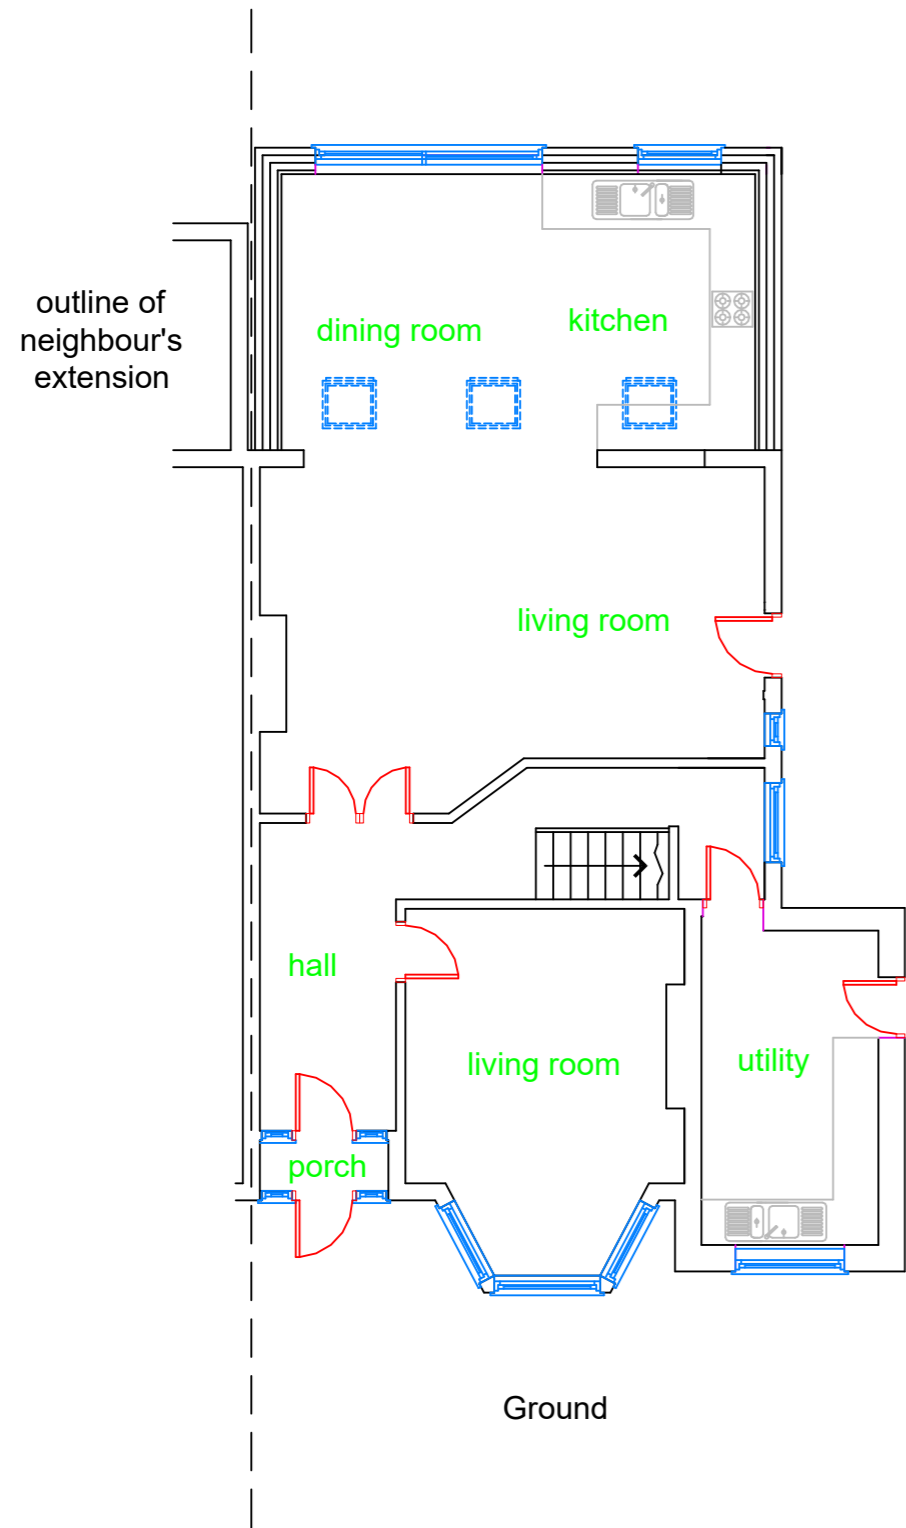 outline of
neighbour's
extension
dining room
kitchen
living room
hall
living room
utility
porch
Ground